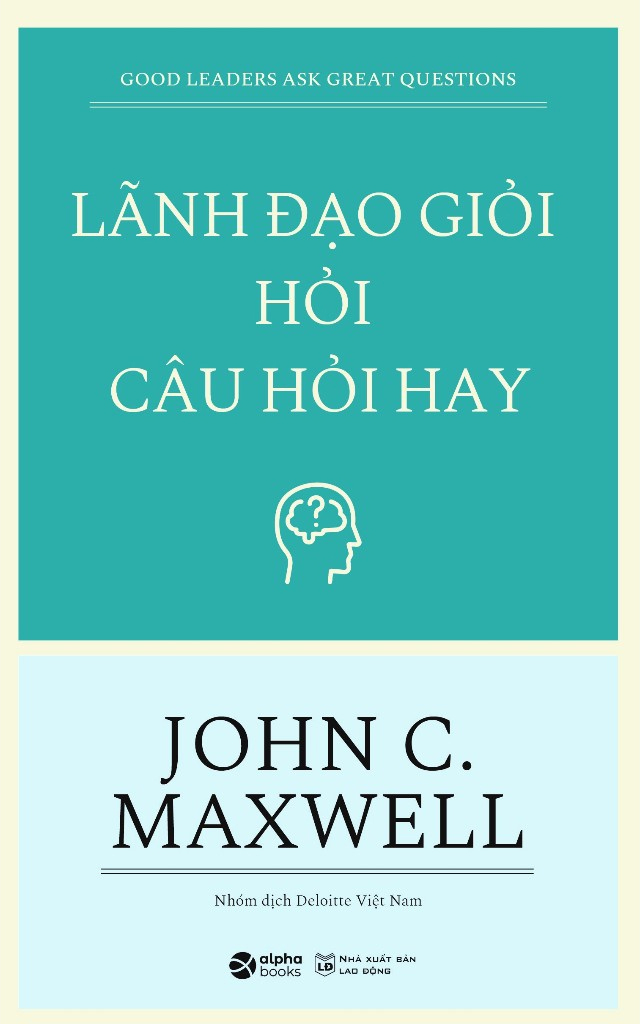 GOOD LEADERS ASK GREAT QUESTIONS
LÃNH ĐẠO GIỎI
HỎI
CÂU HỎI HAY
?
JOHN C.
MAXWELL
Nhóm dịch Deloitte Việt Nam
alpha
books
LĐ
NHÀ XUẤT BẢN
LAO ĐỘNG